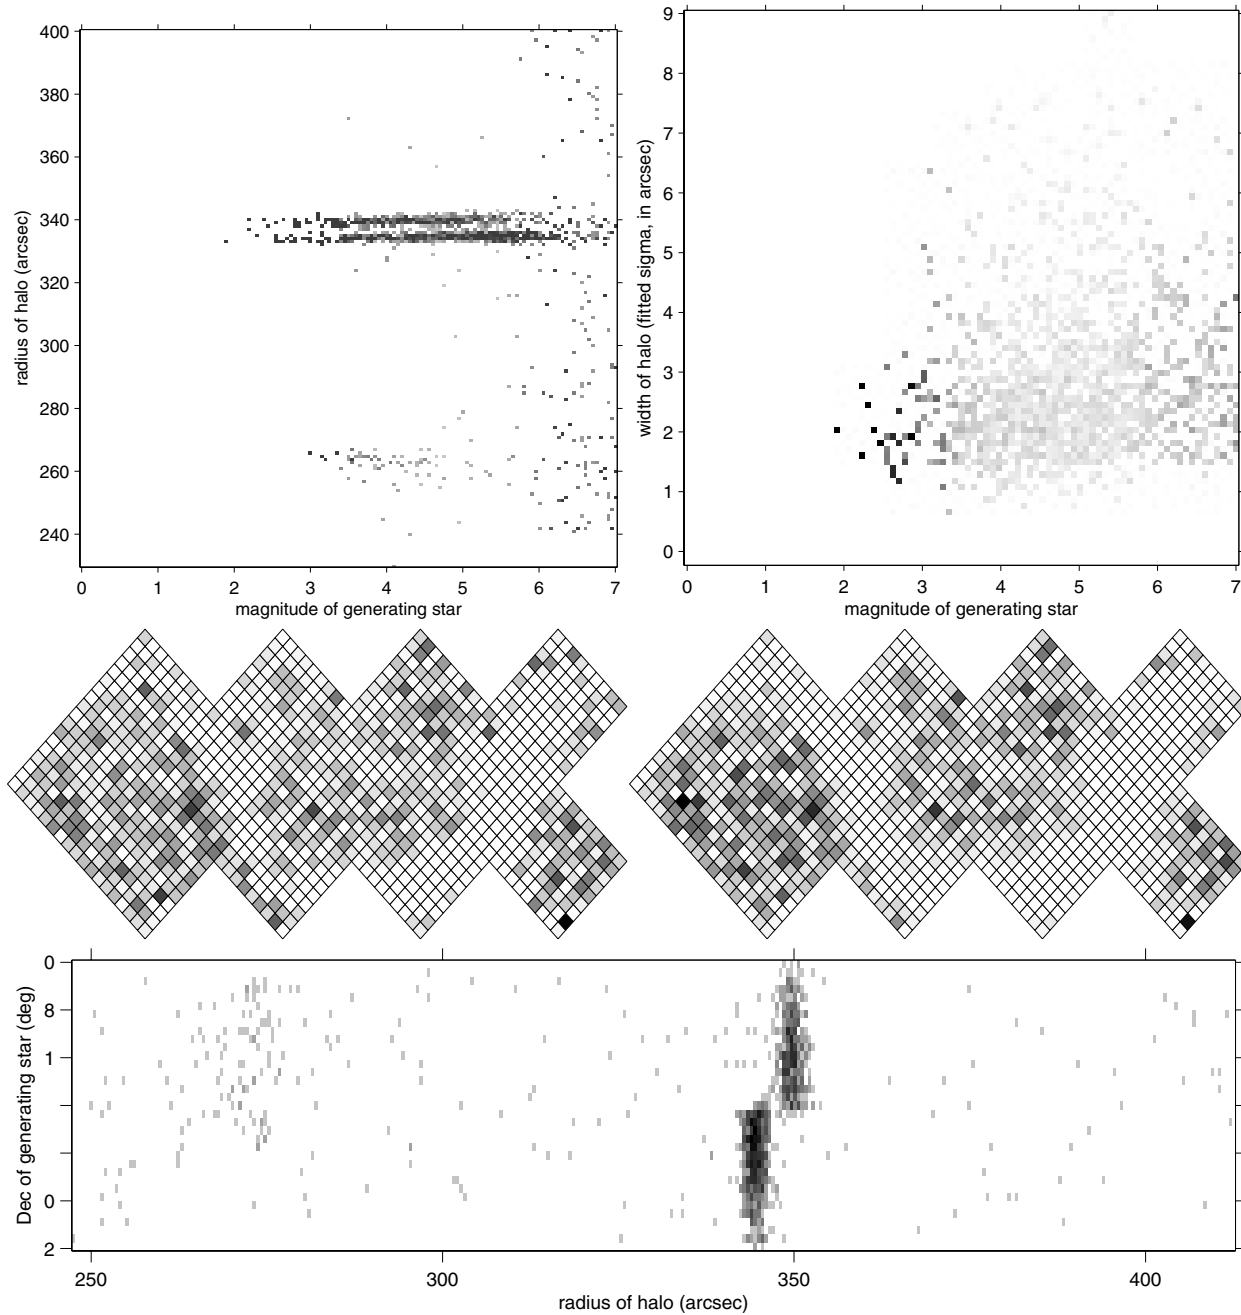 400
380
360
340
320
300
280
260
240
radius of halo (arcsec)
0 1 2 3 4 5 6 7
magnitude of generating star
9
8
7
6
5
4
3
2
1
0
width of halo (fitted sigma, in arcsec)
0 1 2 3 4 5 6 7
magnitude of generating star
0
8
1
0
2
Dec of generating star (deg)
250 300 350 400
radius of halo (arcsec)